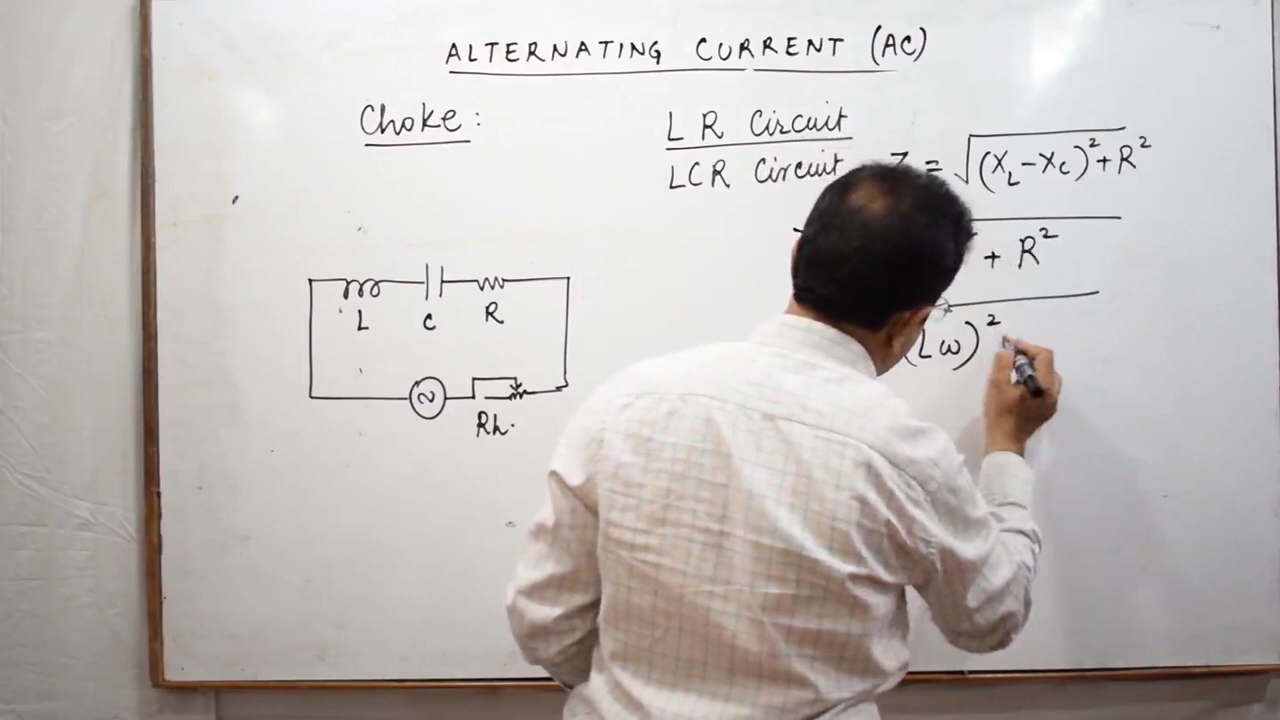 ALTERNATING CURRENT (AC)
Choke:
L R Circuit
LCR Circuit = √(X_L - X_C)² + R²
+ R²
(Lω)²
L C R
Rh.